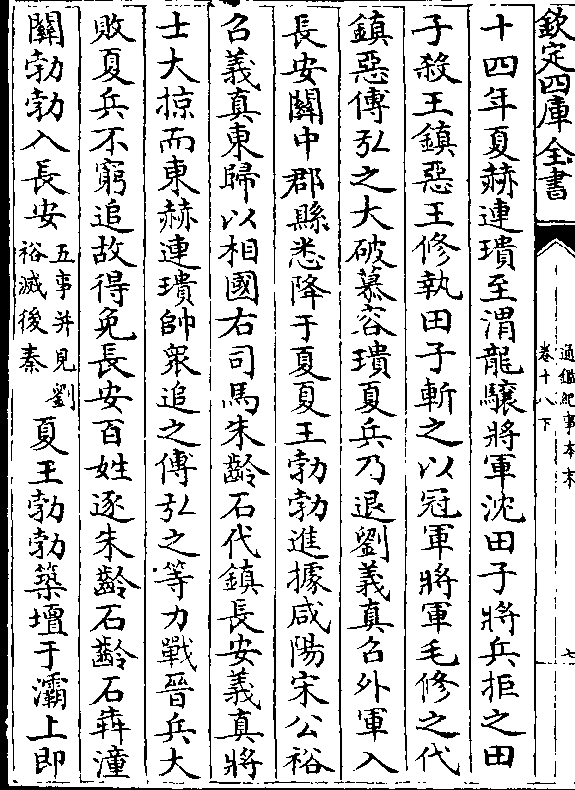 欽定四庫全書
通鑑紀事本末
卷十八下
七
十四年夏赫連璝至渭龍驤將軍沈田子將兵拒之田
子殺王鎮惡王修執田子斬之以冠軍將軍毛修之代
鎮惡傅弘之大破慕容璝夏兵乃退劉義真召外軍入
長安關中郡縣悉降于夏夏王勃勃進據咸陽宋公裕
召義真東歸以相國右司馬朱齡石代鎮長安義真將
士大掠而東赫連璝帥衆追之傅弘之等力戰晉兵大
敗夏兵不窮追故得免長安百姓逐朱齡石齡石犇潼
關勃勃入長安五事并見劉裕滅後秦夏王勃勃築壇于灞上即